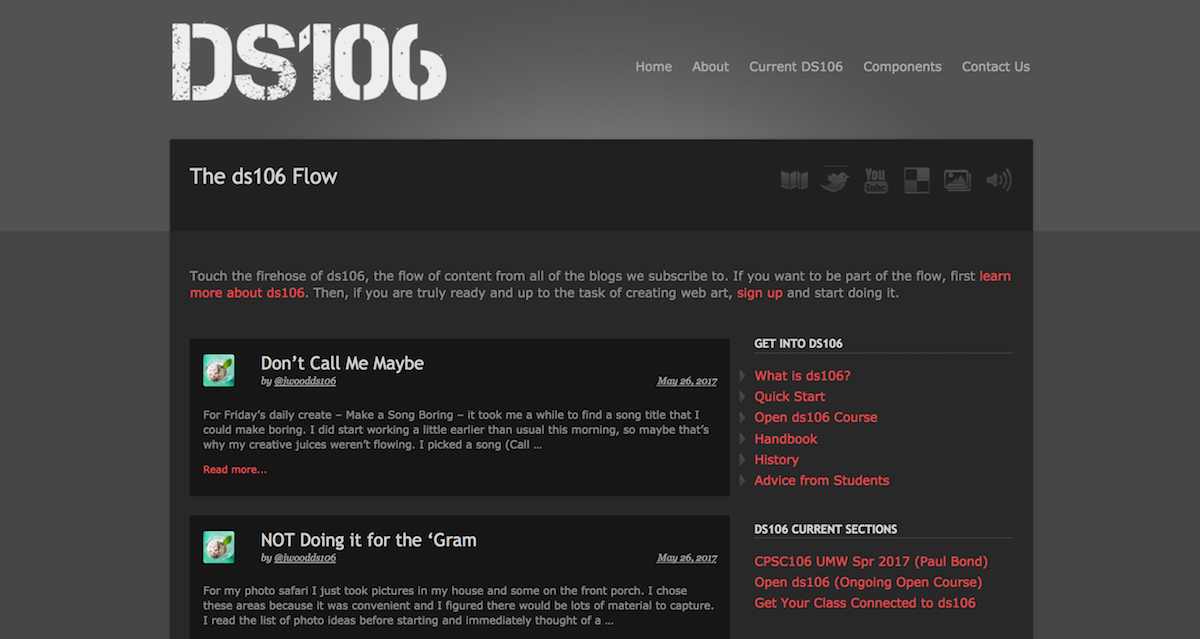 DS106
Home About Current DS106 Components Contact Us
The ds106 Flow
You Tube
Touch the firehose of ds106, the flow of content from all of the blogs we subscribe to. If you want to be part of the flow, first learn
more about ds106. Then, if you are truly ready and up to the task of creating web art, sign up and start doing it.
Don’t Call Me Maybe
by @jwoodds106 May 26, 2017
For Friday’s daily create – Make a Song Boring – it took me a while to find a song title that I
could make boring. I did start working a little earlier than usual this morning, so maybe that’s
why my creative juices weren’t flowing. I picked a song (Call ...
Read more...
NOT Doing it for the ‘Gram
by @jwoodds106 May 26, 2017
For my photo safari I just took pictures in my house and some on the front porch. I chose
these areas because it was convenient and I figured there would be lots of material to capture.
I read the list of photo ideas before starting and immediately thought of a ...
GET INTO DS106
What is ds106?
Quick Start
Open ds106 Course
Handbook
History
Advice from Students
DS106 CURRENT SECTIONS
CPSC106 UMW Spr 2017 (Paul Bond)
Open ds106 (Ongoing Open Course)
Get Your Class Connected to ds106